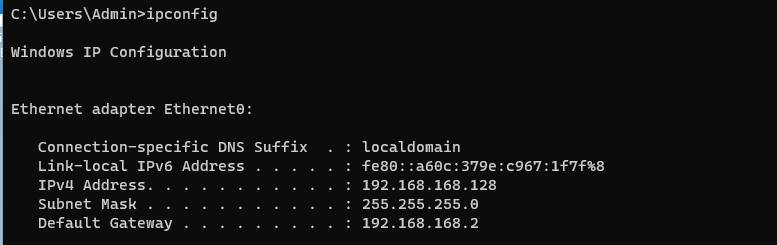 C:\Users\Admin>ipconfig
Windows IP Configuration
Ethernet adapter Ethernet0:
Connection-specific DNS Suffix  . : localdomain
Link-local IPv6 Address . . . . . : fe80::a60c:379e:c967:1f7f%8
IPv4 Address. . . . . . . . . . . : 192.168.168.128
Subnet Mask . . . . . . . . . . . : 255.255.255.0
Default Gateway . . . . . . . . . : 192.168.168.2